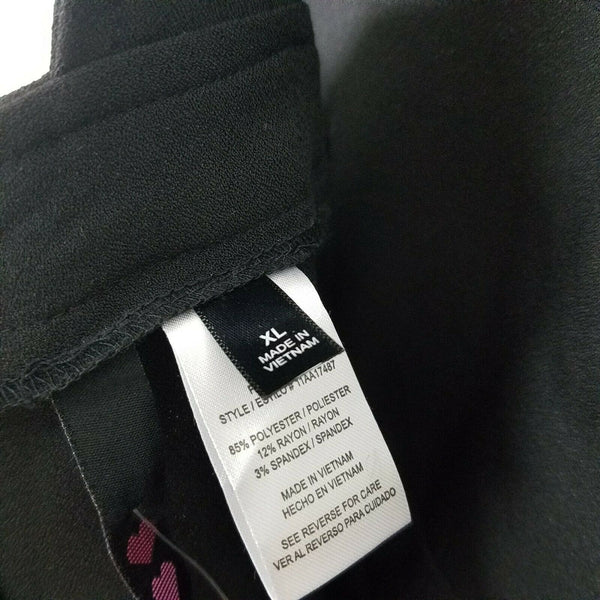 XL
MADE IN
VIETNAM
STYLE / ESTILO # 11AA17487
85% POLYESTER / POLIESTER
12% RAYON / RAYON
3% SPANDEX / SPANDEX
MADE IN VIETNAM
HECHO EN VIETNAM
SEE REVERSE FOR CARE
VER AL REVERSO PARA CUIDADO